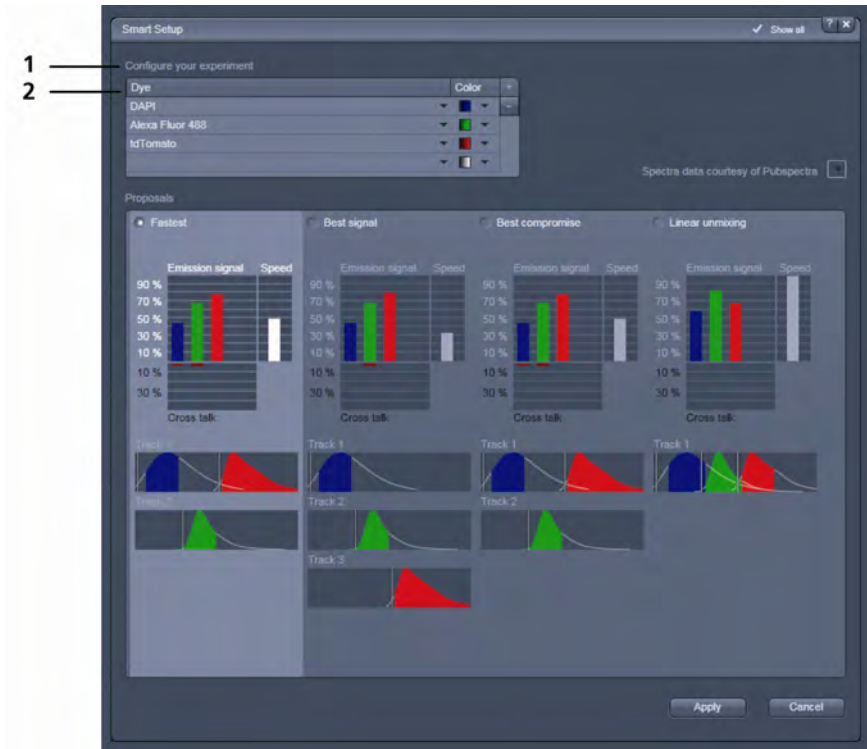 Smart Setup
Show all
? x
1
Configure your experiment
2
Dye Color +
DAPI -
Alexa Fluor 488
tdTomato
Spectra data courtesy of Pubspectra
Proposals
Fastest Best signal Best compromise Linear unmixing
Emission signal Speed Emission signal Speed Emission signal Speed Emission signal Speed
90 % 90 % 90 % 90 %
70 % 70 % 70 % 70 %
50 % 50 % 50 % 50 %
30 % 30 % 30 % 30 %
10 % 10 % 10 % 10 %
10 % 10 % 10 % 10 %
30 % 30 % 30 % 30 %
Cross talk Cross talk Cross talk Cross talk
Track 1 Track 1 Track 1 Track 1
Track 2 Track 2 Track 2
Track 3
Apply Cancel